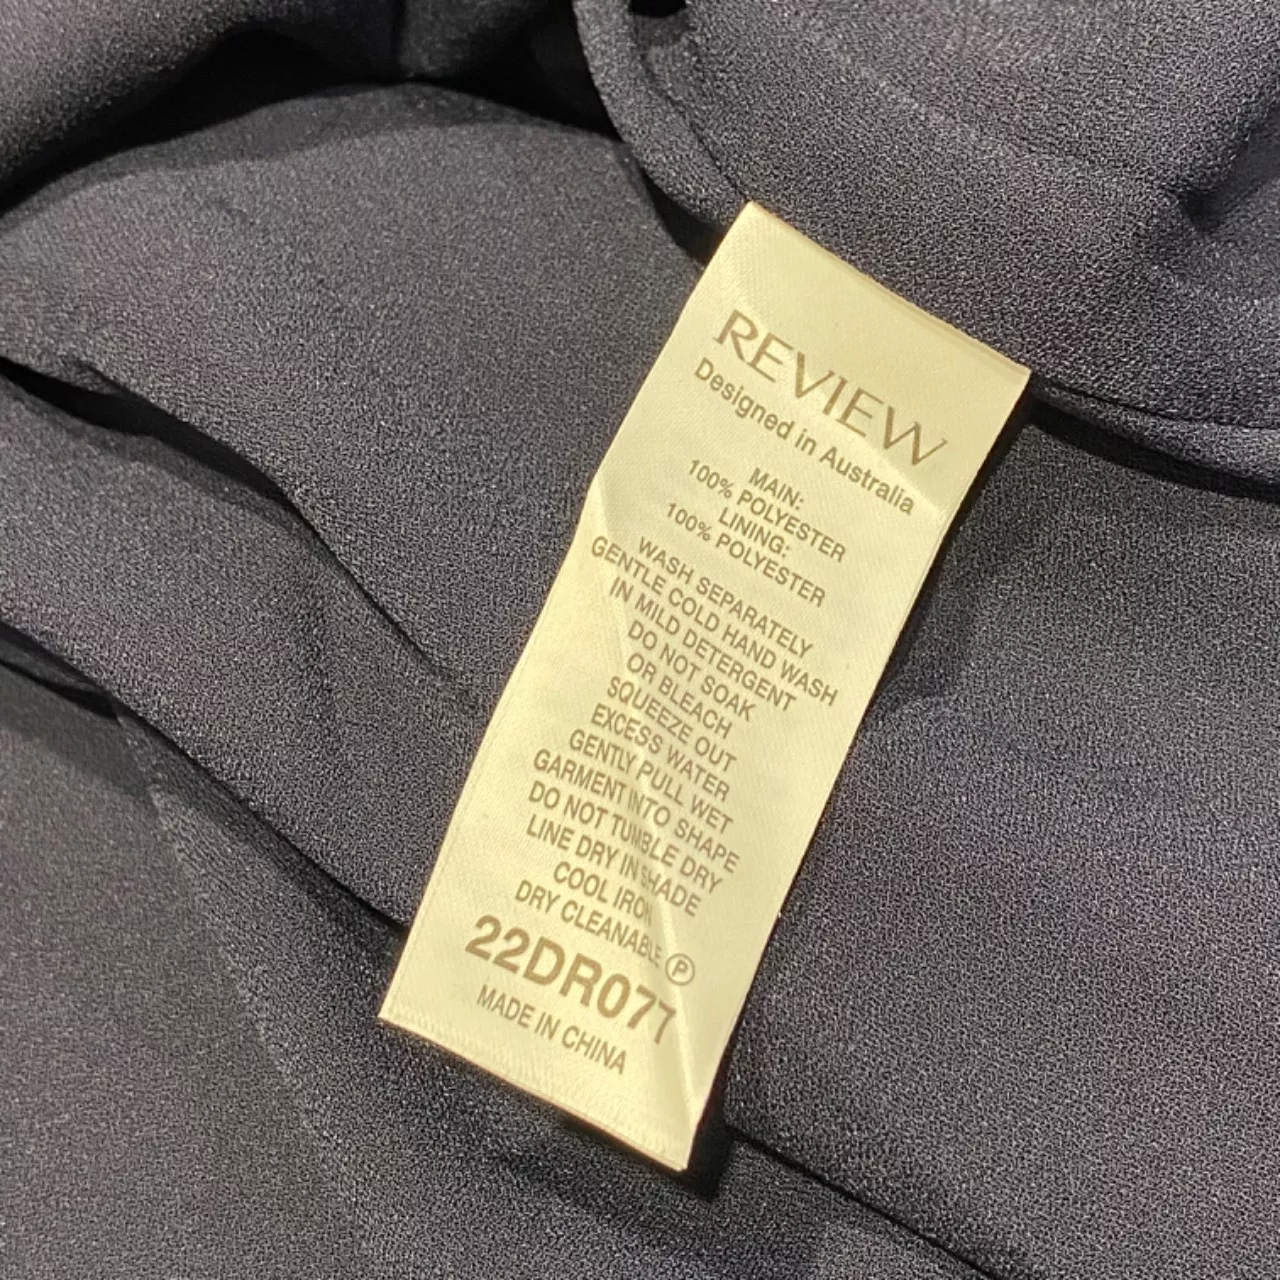 REVIEW
Designed in Australia
MAIN:
100% POLYESTER
LINING:
100% POLYESTER
WASH SEPARATELY
GENTLE COLD HAND WASH
IN MILD DETERGENT
DO NOT SOAK
OR BLEACH
SQUEEZE OUT
EXCESS WATER
GENTLY PULL WET
GARMENT INTO SHAPE
DO NOT TUMBLE DRY
LINE DRY IN SHADE
COOL IRON
DRY CLEANABLE Ⓟ
22DR077
MADE IN CHINA